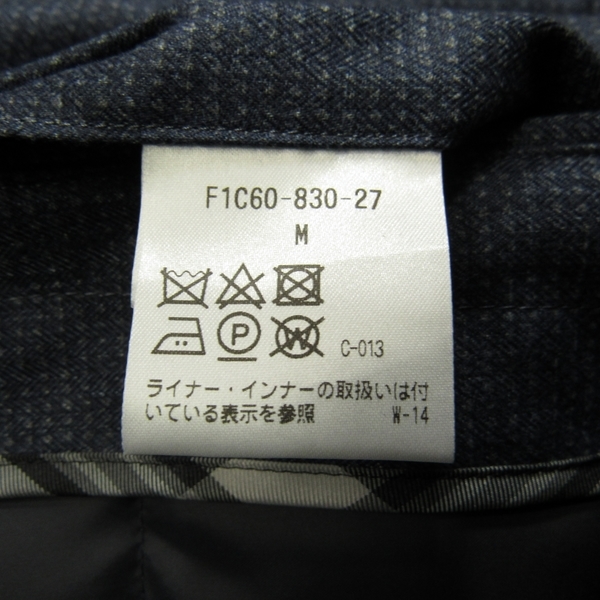 F1C60-830-27
M
P W C-013
ライナー・インナーの取扱いは付
いている表示を参照 W-14